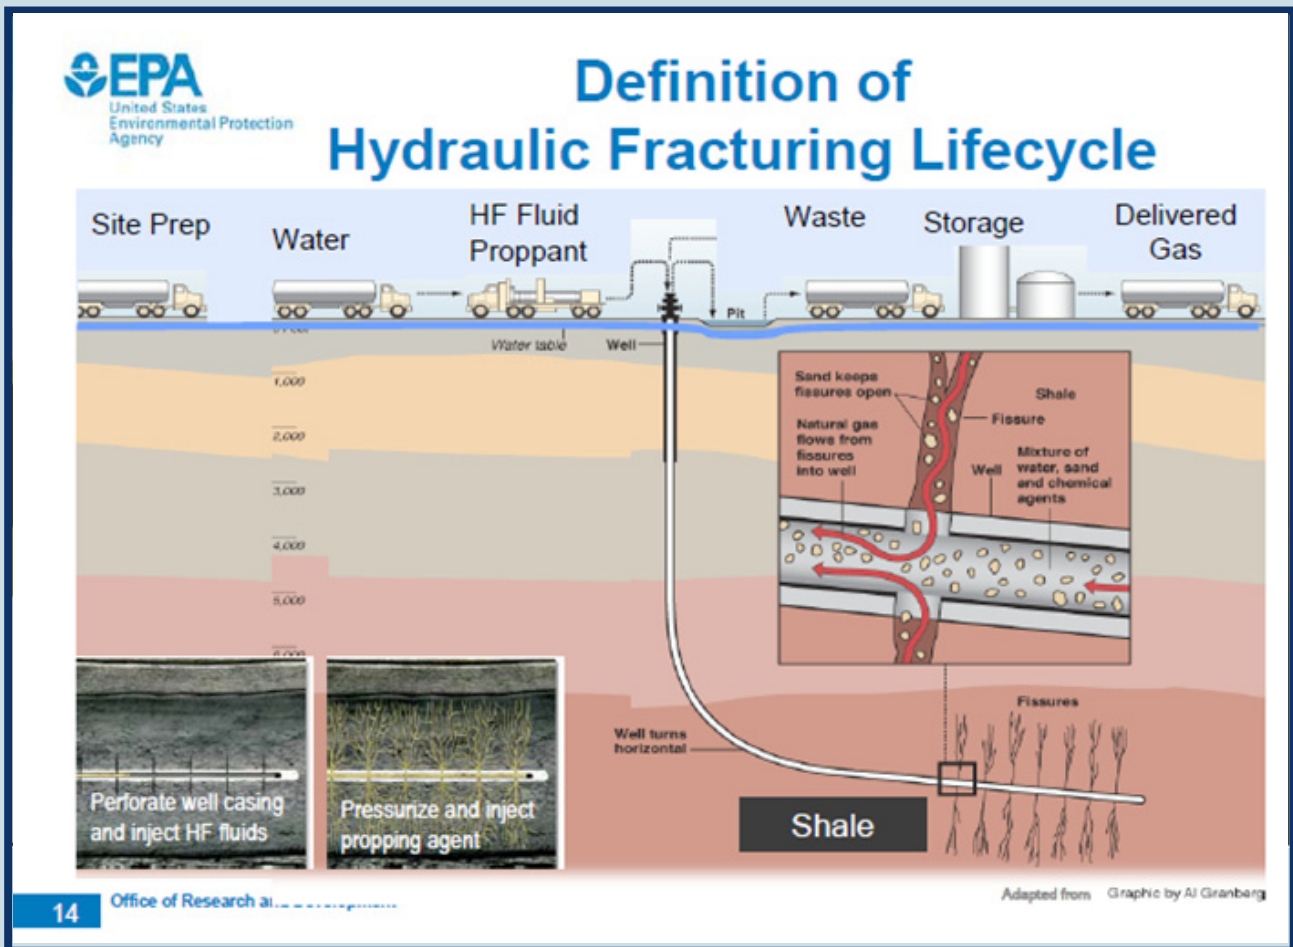 EPA
United States
Environmental Protection
Agency
Definition of
Hydraulic Fracturing Lifecycle
Site Prep
Water
HF Fluid
Proppant
Waste
Storage
Delivered
Gas
Pit
Water table
Well
1,000
2,000
3,000
4,000
5,000
Sand keeps
fissures open
Shale
Fissure
Natural gas
flows from
fissures
into well
Well
Mixture of
water, sand
and chemical
agents
Fissures
Well turns
horizontal
Shale
Perforate well casing
and inject HF fluids
Pressurize and inject
propping agent
14
Office of Research
Adapted from
Graphic by Al Granberg